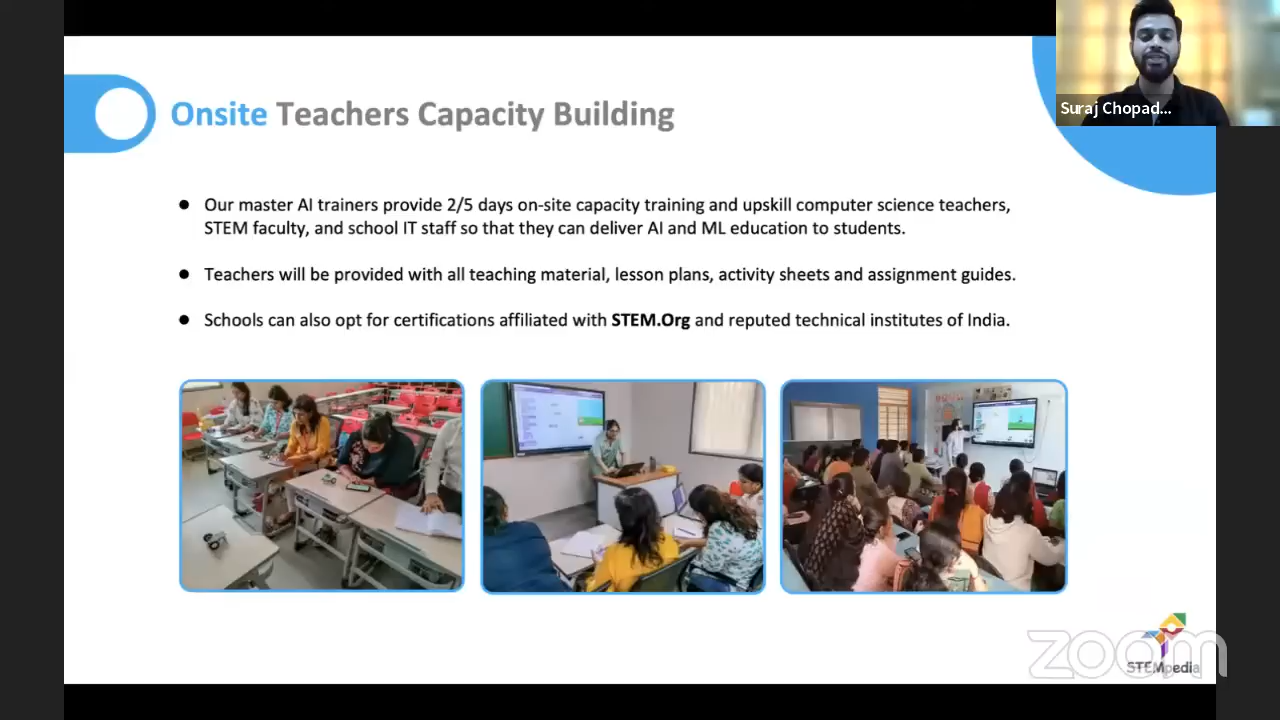 Onsite Teachers Capacity Building
Suraj Chopad...
● Our master AI trainers provide 2/5 days on-site capacity training and upskill computer science teachers,
STEM faculty, and school IT staff so that they can deliver AI and ML education to students.
● Teachers will be provided with all teaching material, lesson plans, activity sheets and assignment guides.
● Schools can also opt for certifications affiliated with STEM.Org and reputed technical institutes of India.
zoom
STEMpedia